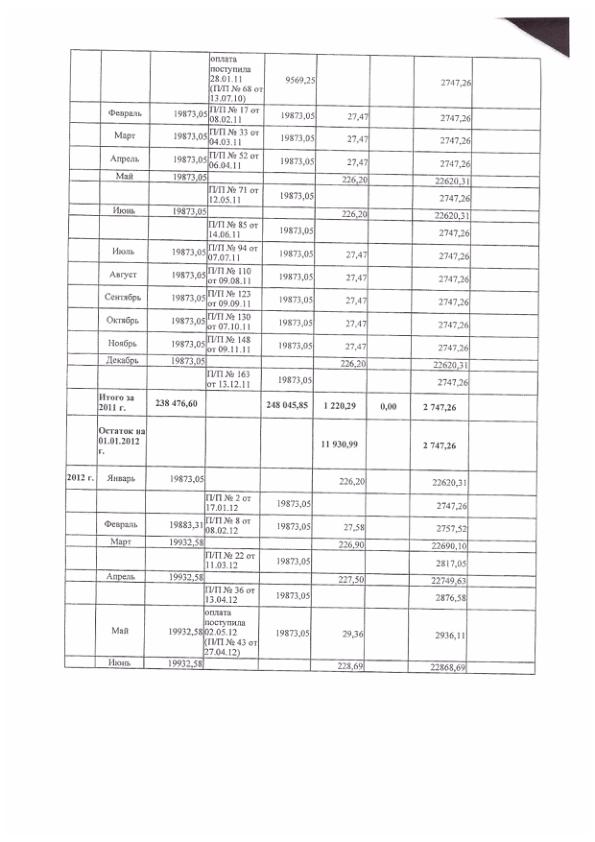 оплата
поступила
28.01.11
(П/П № 68 от
13.07.10) 9569,25 2747,26
Февраль 19873,05 П/П № 17 от
08.02.11 19873,05 27,47 2747,26
Март 19873,05 П/П № 33 от
04.03.11 19873,05 27,47 2747,26
Апрель 19873,05 П/П № 52 от
06.04.11 19873,05 27,47 2747,26
Май 19873,05 226,20 22620,31
П/П № 71 от
12.05.11 19873,05 2747,26
Июнь 19873,05 226,20 22620,31
П/П № 85 от
14.06.11 19873,05 2747,26
Июль 19873,05 П/П № 94 от
07.07.11 19873,05 27,47 2747,26
Август 19873,05 П/П № 110
от 09.08.11 19873,05 27,47 2747,26
Сентябрь 19873,05 П/П № 123
от 09.09.11 19873,05 27,47 2747,26
Октябрь 19873,05 П/П № 130
от 07.10.11 19873,05 27,47 2747,26
Ноябрь 19873,05 П/П № 148
от 09.11.11 19873,05 27,47 2747,26
Декабрь 19873,05 226,20 22620,31
П/П № 163
от 13.12.11 19873,05 2747,26
Итого за
2011 г. 238 476,60 248 045,85 1 220,29 0,00 2 747,26
Остаток на
01.01.2012
г. 11 930,99 2 747,26
2012 г. Январь 19873,05 226,20 22620,31
П/П № 2 от
17.01.12 19873,05 2747,26
Февраль 19883,31 П/П № 8 от
08.02.12 19873,05 27,58 2757,52
Март 19932,58 226,90 22690,10
П/П № 22 от
11.03.12 19873,05 2817,05
Апрель 19932,58 227,50 22749,63
П/П № 36 от
13.04.12 19873,05 2876,58
оплата
поступила
Май 19932,58 02.05.12 19873,05 29,36 2936,11
(П/П № 43 от
27.04.12)
Июнь 19932,58 228,69 22868,69